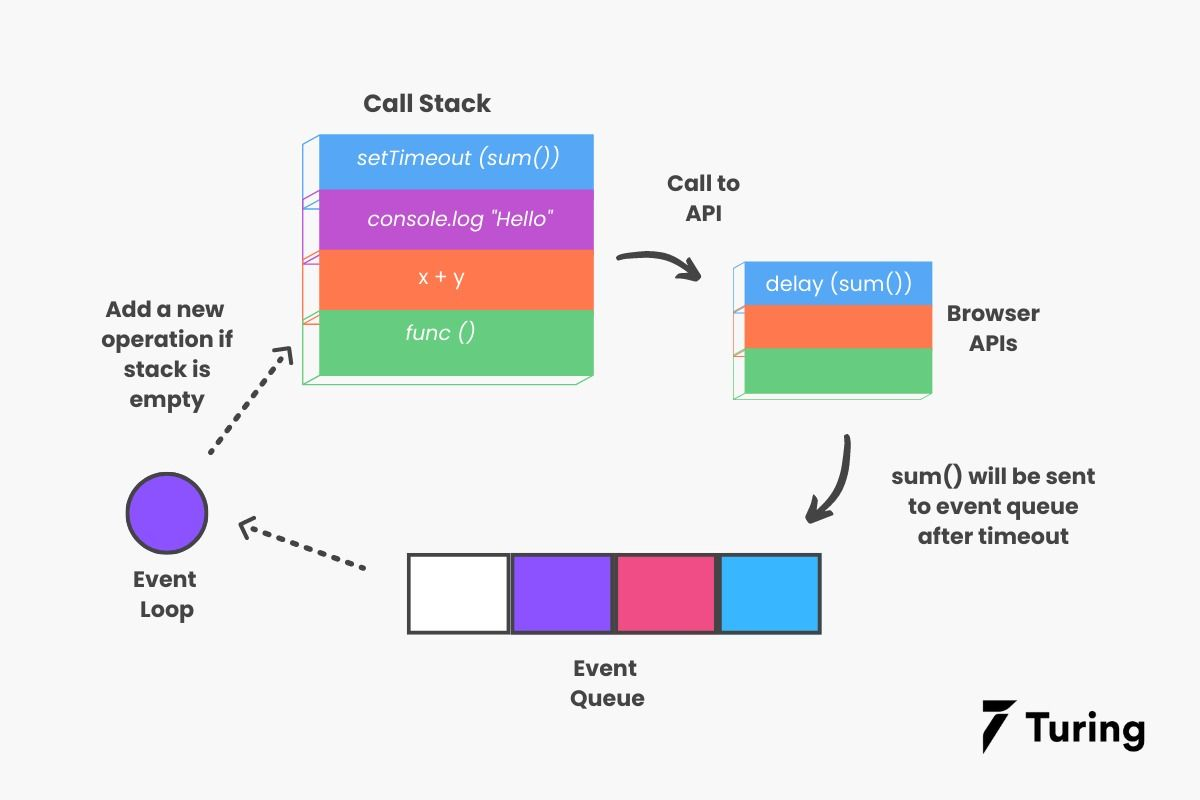 Call Stack
setTimeout (sum())
console.log "Hello"
x + y
func ()
Call to
API
delay (sum())
Browser
APIs
Add a new
operation if
stack is
empty
sum() will be sent
to event queue
after timeout
Event
Loop
Event
Queue
Turing